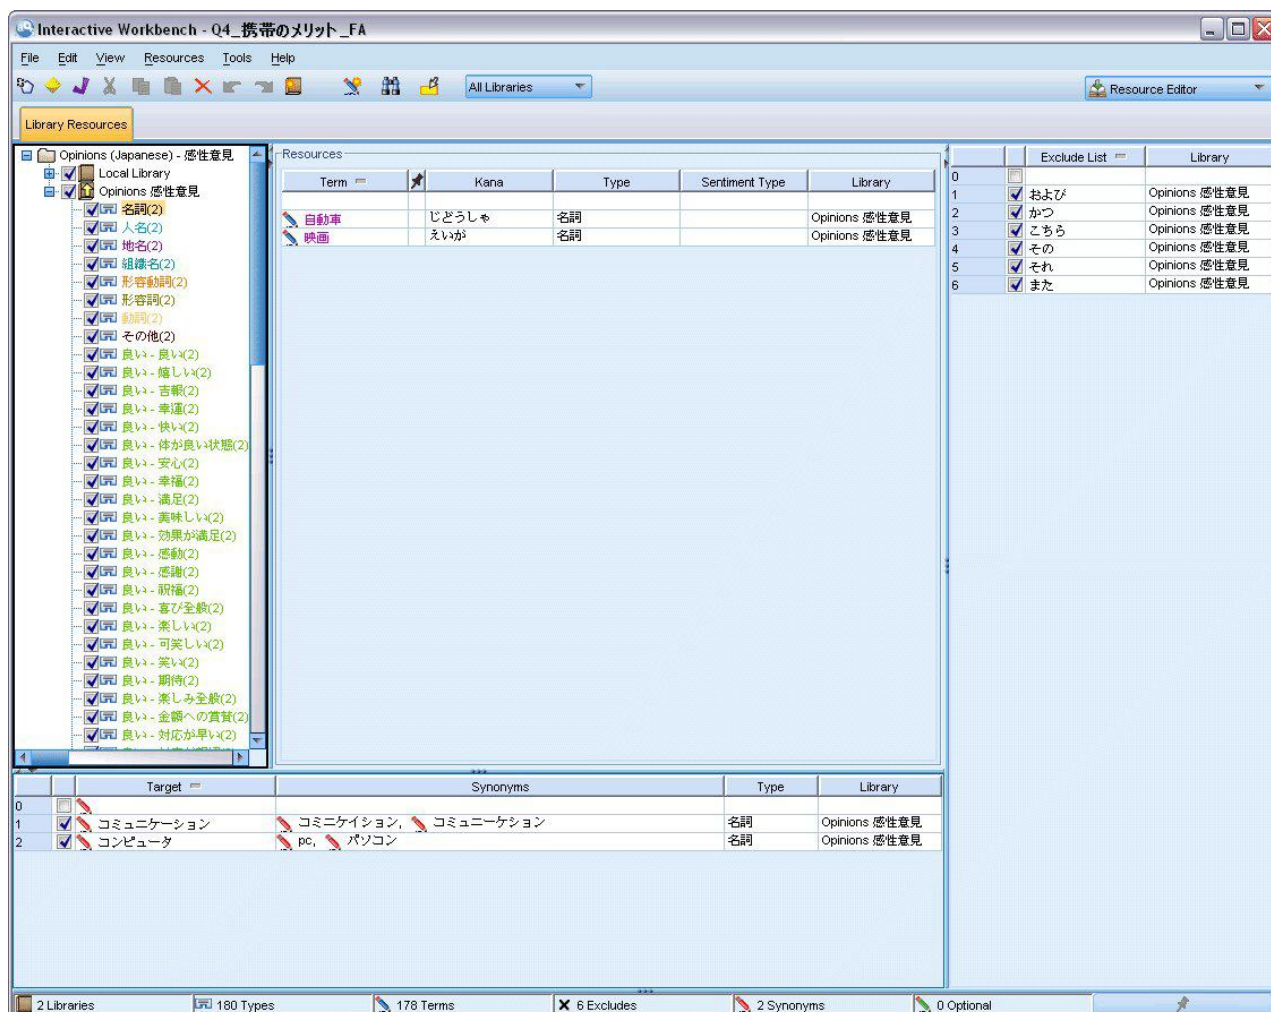 Interactive Workbench - Q4_携帯のメリット_FA
File Edit View Resources Tools Help
All Libraries
Resource Editor
Library Resources
Opinions (Japanese) - 感性意見
Local Library
Opinions 感性意見
名詞(2)
人名(2)
地名(2)
組織名(2)
形容動詞(2)
形容詞(2)
動詞(2)
その他(2)
良い - 良い(2)
良い - 嬉しい(2)
良い - 吉報(2)
良い - 幸運(2)
良い - 快い(2)
良い - 体が良い状態(2)
良い - 安心(2)
良い - 幸福(2)
良い - 満足(2)
良い - 美味しい(2)
良い - 効果が満足(2)
良い - 感動(2)
良い - 感謝(2)
良い - 祝福(2)
良い - 喜び全般(2)
良い - 楽しい(2)
良い - 可笑しい(2)
良い - 笑い(2)
良い - 期待(2)
良い - 楽しみ全般(2)
良い - 金額への賞賛(2)
良い - 対応が早い(2)
Resources
Term Kana Type Sentiment Type Library
自動車 じどうしゃ 名詞 Opinions 感性意見
映画 えいが 名詞 Opinions 感性意見
Exclude List Library
0
1 および Opinions 感性意見
2 かつ Opinions 感性意見
3 こちら Opinions 感性意見
4 その Opinions 感性意見
5 それ Opinions 感性意見
6 また Opinions 感性意見
Target Synonyms Type Library
0
1 コミュニケーション コミニケイション, コミュニーケション 名詞 Opinions 感性意見
2 コンピュータ pc, パソコン 名詞 Opinions 感性意見
2 Libraries 180 Types 178 Terms 6 Excludes 2 Synonyms 0 Optional